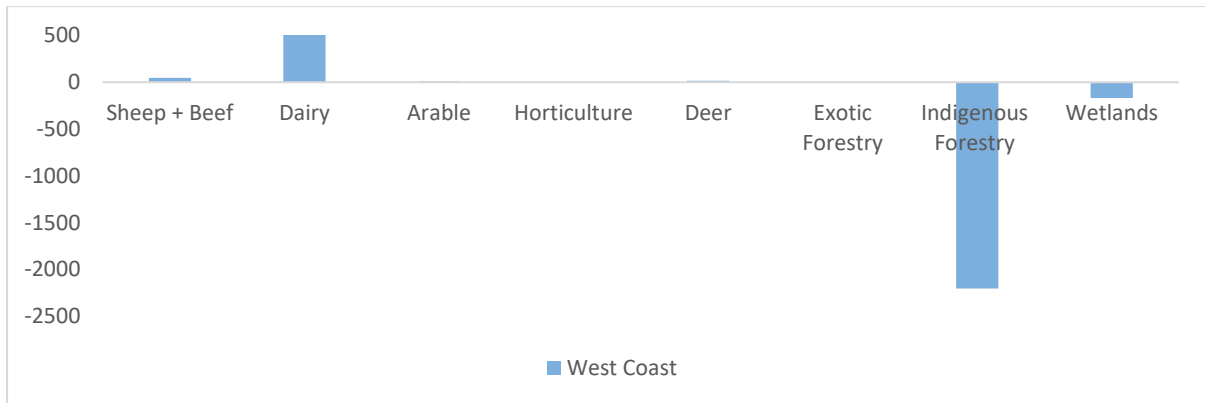 500
0
-500
-1000
-1500
-2000
-2500
Sheep + Beef
Dairy
Arable
Horticulture
Deer
Exotic
Forestry
Indigenous
Forestry
Wetlands
West Coast